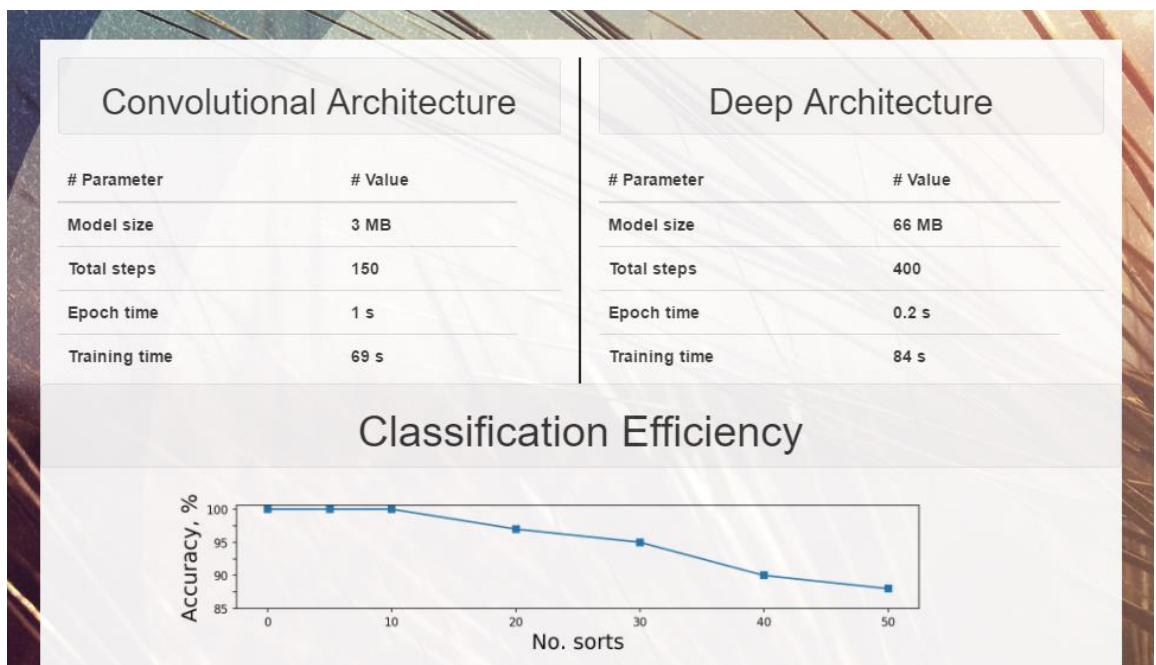 Convolutional Architecture
# Parameter # Value
Model size 3 MB
Total steps 150
Epoch time 1 s
Training time 69 s
Deep Architecture
# Parameter # Value
Model size 66 MB
Total steps 400
Epoch time 0.2 s
Training time 84 s
Classification Efficiency
Accuracy, %
100
95
90
85
0 10 20 30 40 50
No. sorts